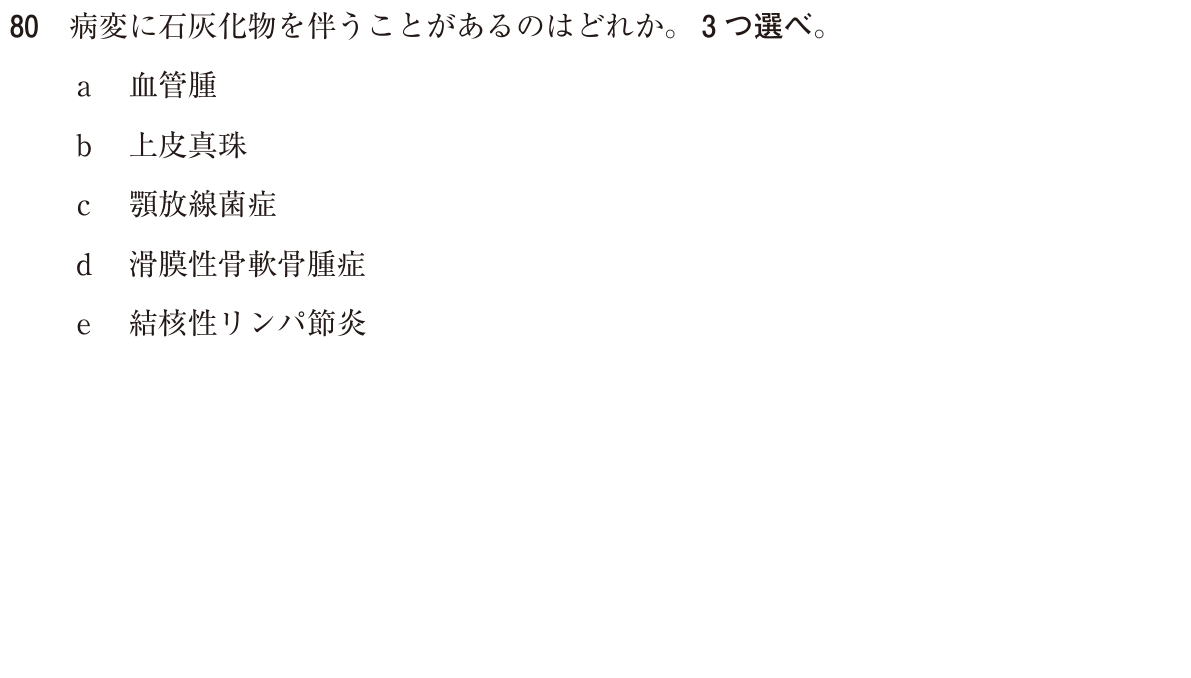 80 病変に石灰化物を伴うことがあるのはどれか。3つ選べ。
a 血管腫
b 上皮真珠
c 顎放線菌症
d 滑膜性骨軟骨腫症
e 結核性リンパ節炎